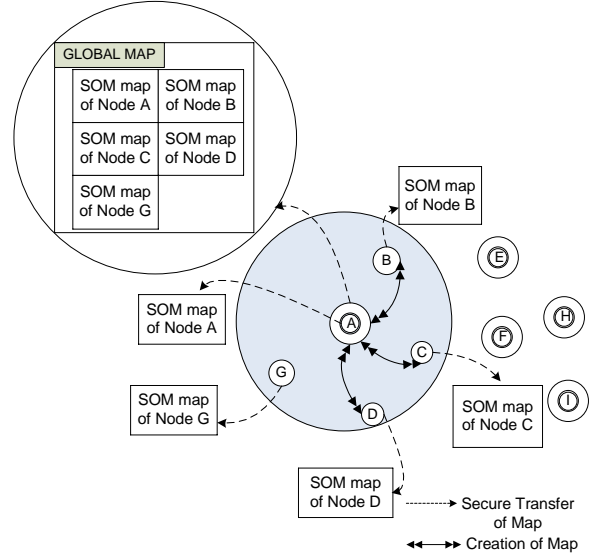 GLOBAL MAP
SOM map
of Node A
SOM map
of Node B
SOM map
of Node C
SOM map
of Node D
SOM map
of Node G
SOM map
of Node B
B
E
A
H
F
SOM map
of Node A
C
G
I
SOM map
of Node G
SOM map
of Node C
D
SOM map
of Node D
Secure Transfer
of Map
Creation of Map